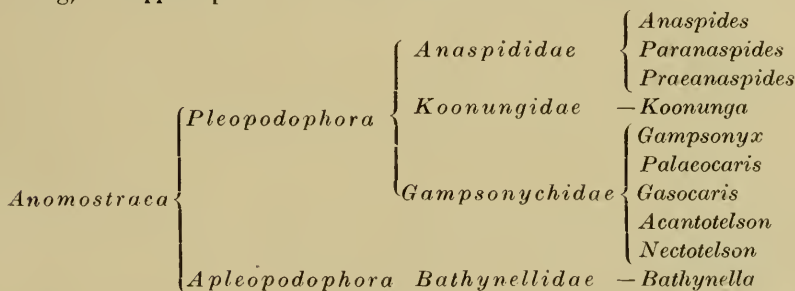 Anaspides
Anaspididae Paranaspides
Praeanaspides
Pleopodophora Koonungidae — Koonunga
Gampsonyx
Palaeocaris
Anomostraca Gampsonychidae Gasocaris
Acantotelson
Nectotelson
Apleopodophora Bathynellidae — Bathynella